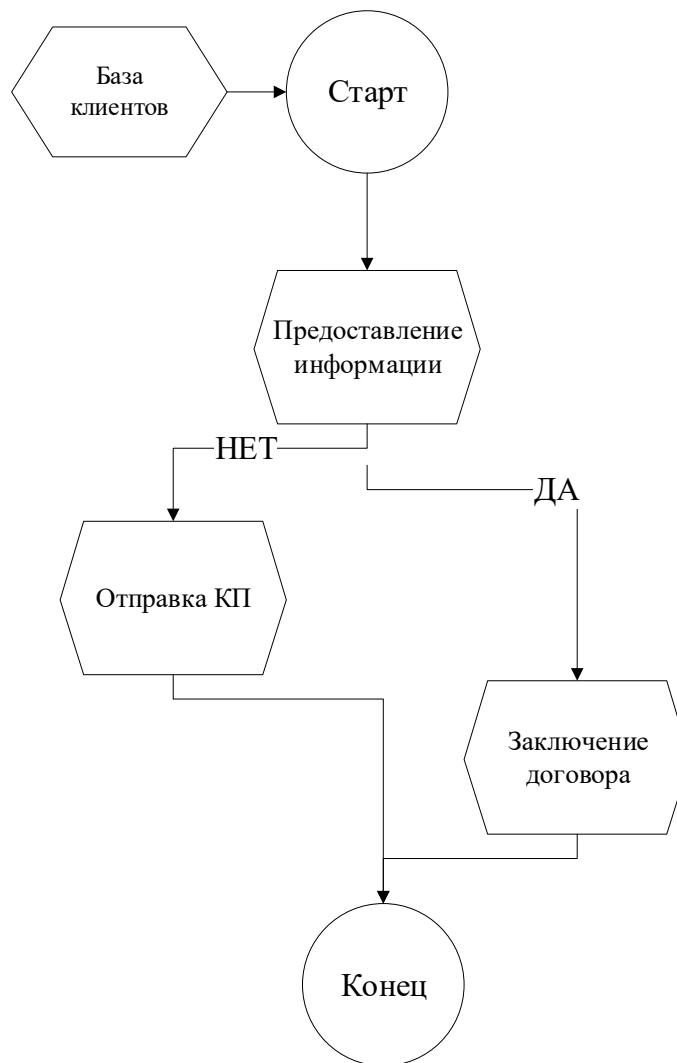 База
клиентов
Старт
Предоставление
информации
НЕТ
ДА
Отправка КП
Заключение
договора
Конец